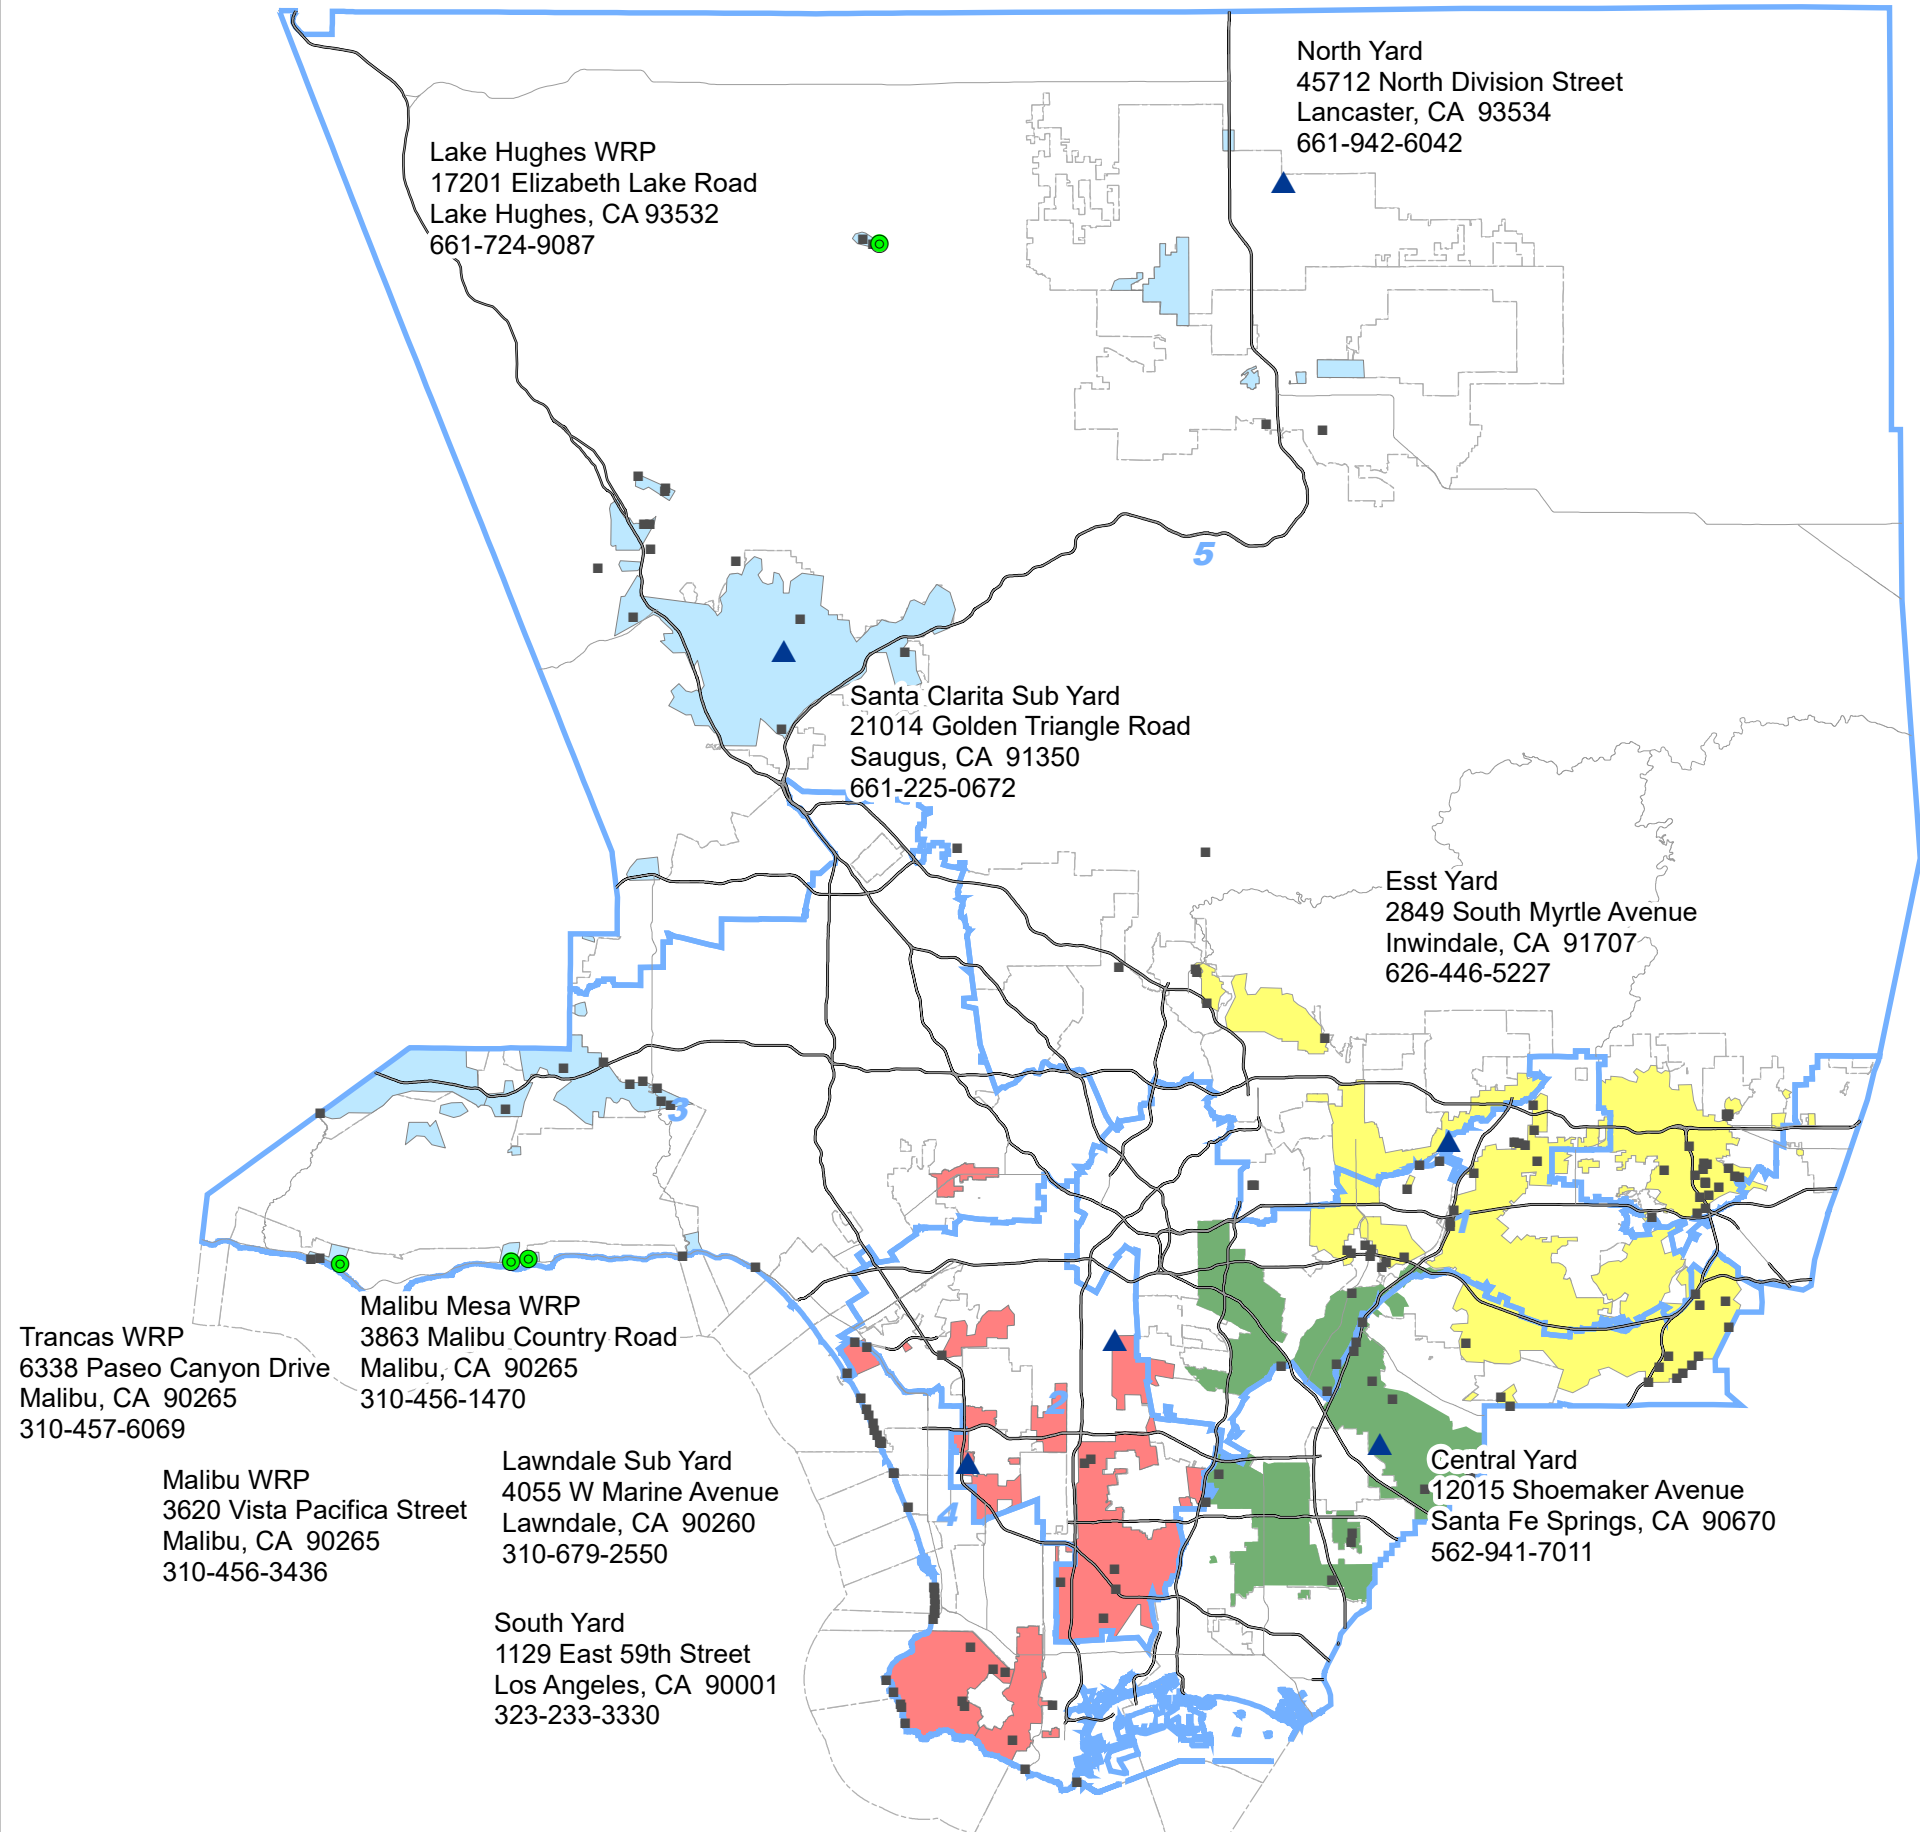 North Yard
45712 North Division Street
Lancaster, CA 93534
661-942-6042
Lake Hughes WRP
17201 Elizabeth Lake Road
Lake Hughes, CA 93532
661-724-9087
5
Santa Clarita Sub Yard
21014 Golden Triangle Road
Saugus, CA 91350
661-225-0672
Esst Yard
2849 South Myrtle Avenue
Inwindale, CA 91707
626-446-5227
3
1
Malibu Mesa WRP
3863 Malibu Country Road
Malibu, CA 90265
310-456-1470
Trancas WRP
6338 Paseo Canyon Drive
Malibu, CA 90265
310-457-6069
2
Malibu WRP
3620 Vista Pacifica Street
Malibu, CA 90265
310-456-3436
Lawndale Sub Yard
4055 W Marine Avenue
Lawndale, CA 90260
310-679-2550
4
Central Yard
12015 Shoemaker Avenue
Santa Fe Springs, CA 90670
562-941-7011
South Yard
1129 East 59th Street
Los Angeles, CA 90001
323-233-3330